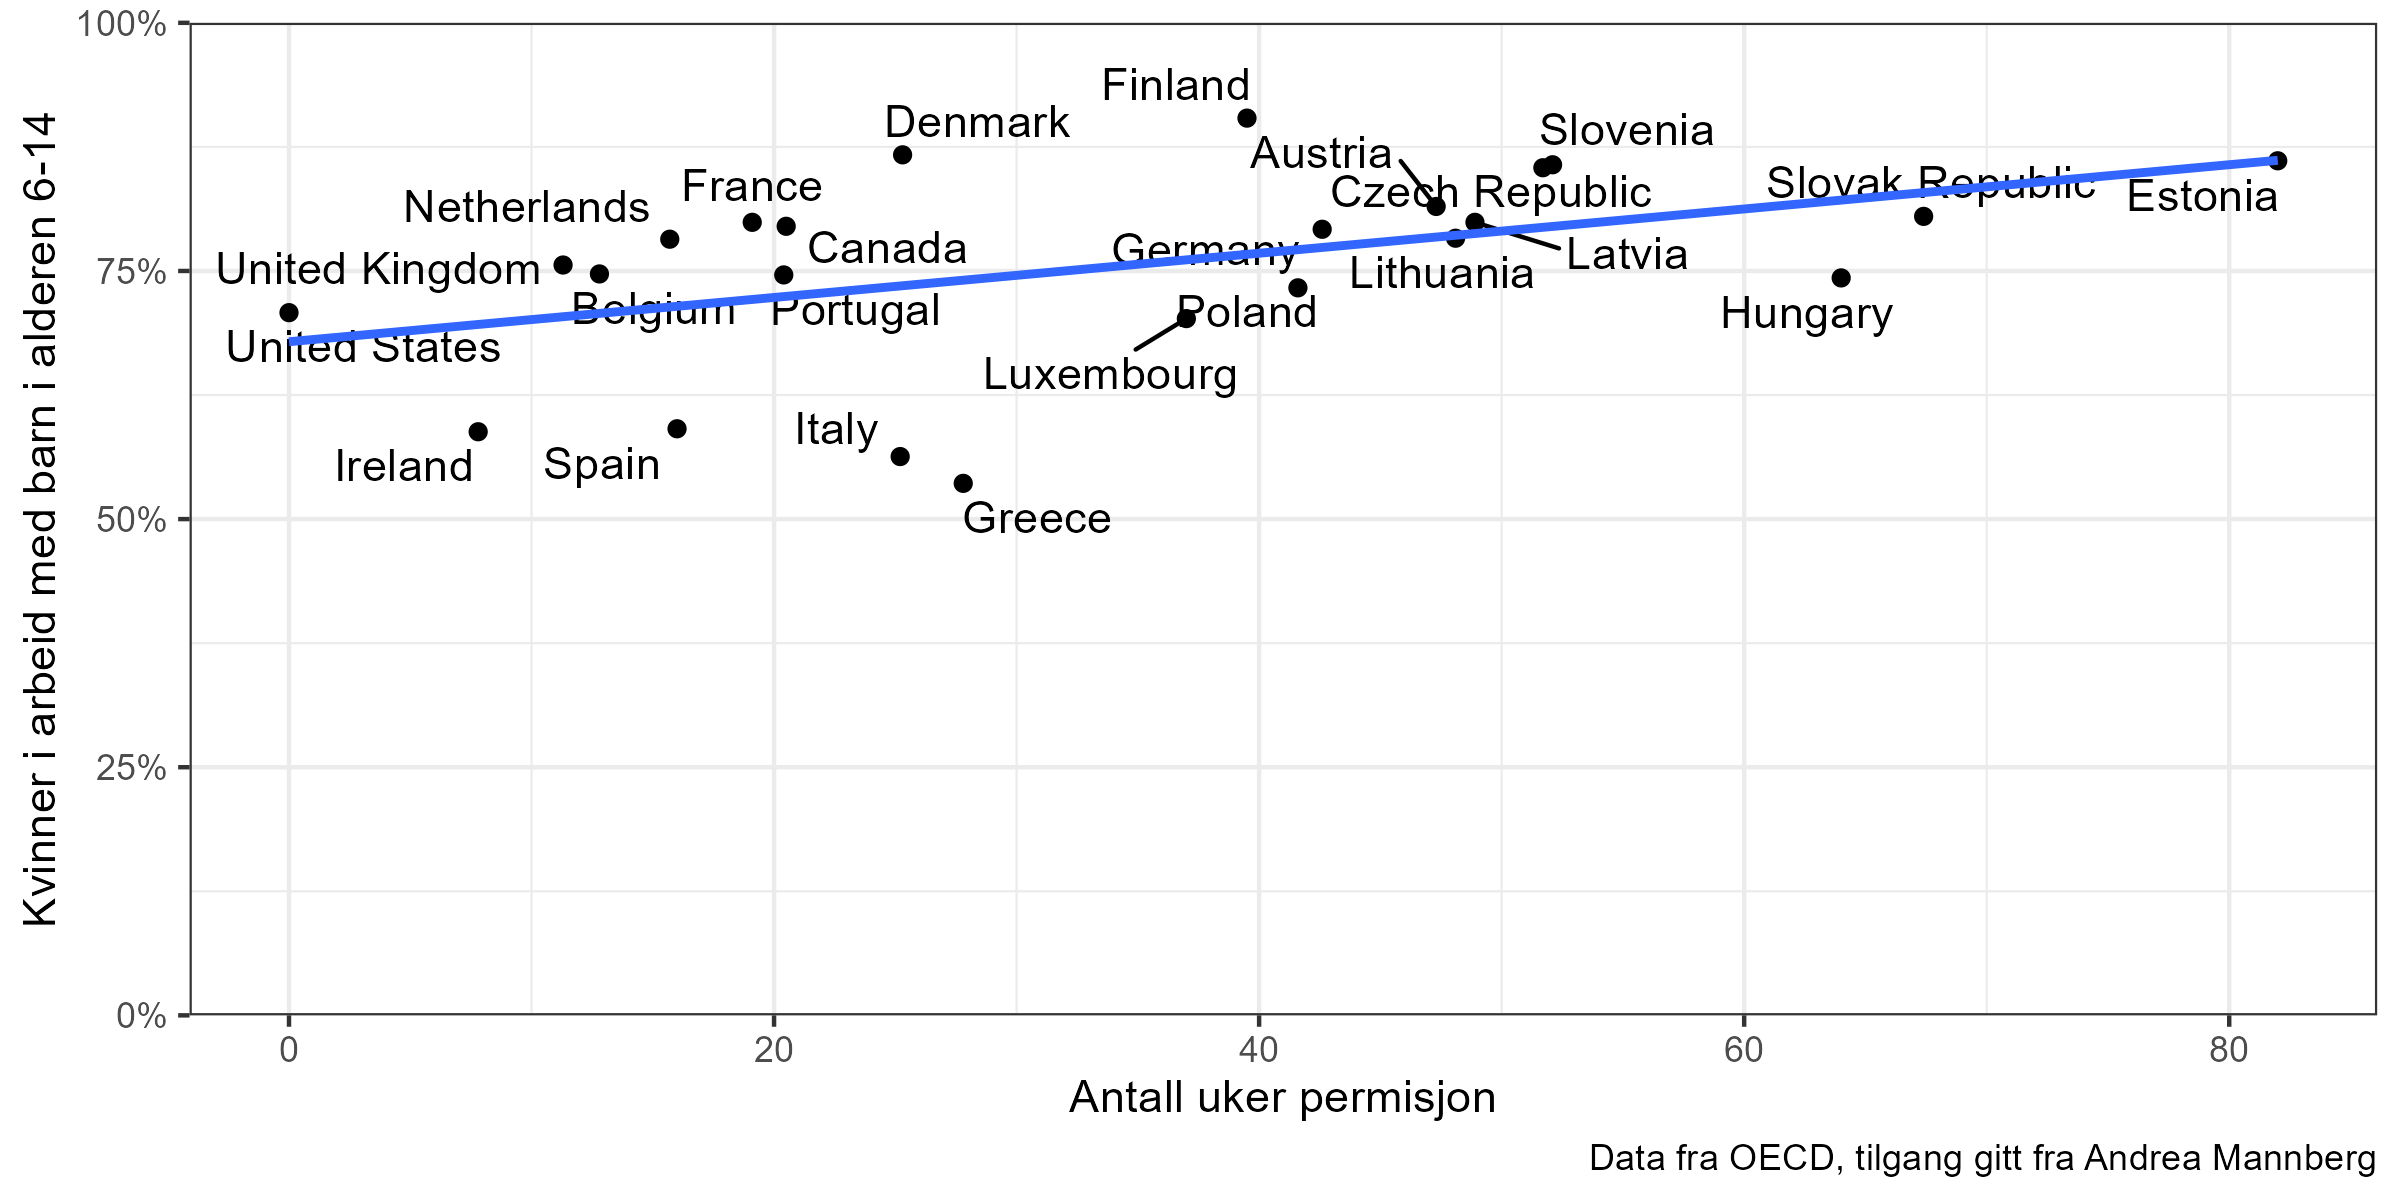 100%
75%
50%
25%
0%
Kvinner i arbeid med barn i alderen 6-14
Finland
Denmark
Slovenia
Austria
France
Czech Republic
Slovak Republic
Estonia
Netherlands
Canada
Germany
Latvia
United Kingdom
Lithuania
Belgium
Portugal
Poland
Hungary
United States
Luxembourg
Italy
Ireland
Spain
Greece
0
20
40
60
80
Antall uker permisjon
Data fra OECD, tilgang gitt fra Andrea Mannberg